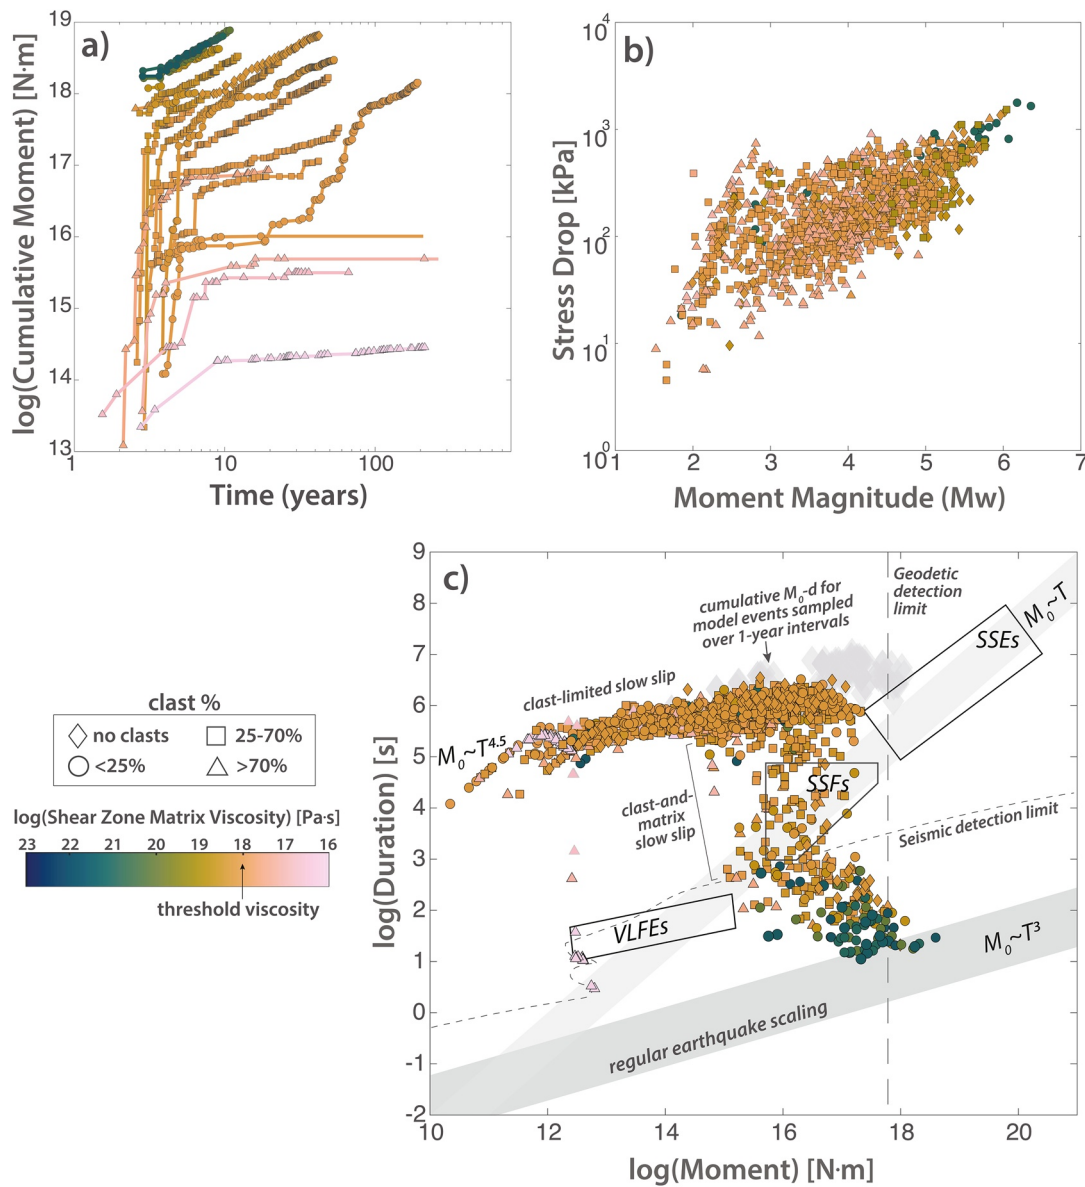 a)
log(Cumulative Moment) [N·m]
19
18
17
16
15
14
13
1
10
100
Time (years)
b)
Stress Drop [kPa]
10⁴
10³
10²
10¹
10⁰
1
2
3
4
5
6
7
Moment Magnitude (Mw)
clast %
no clasts
25-70%
<25%
>70%
log(Shear Zone Matrix Viscosity) [Pa·s]
23
22
21
20
19
18
17
16
threshold viscosity
c)
log(Duration) [s]
9
8
7
6
5
4
3
2
1
0
-1
-2
10
12
14
16
18
20
log(Moment) [N·m]
cumulative M₀-d for
model events sampled
over 1-year intervals
Geodetic
detection
limit
SSEs
M₀~T
clast-limited slow slip
M₀~T⁴·⁵
clast-and-
matrix
slow slip
SSFs
Seismic detection limit
VLFEs
M₀~T³
regular earthquake scaling